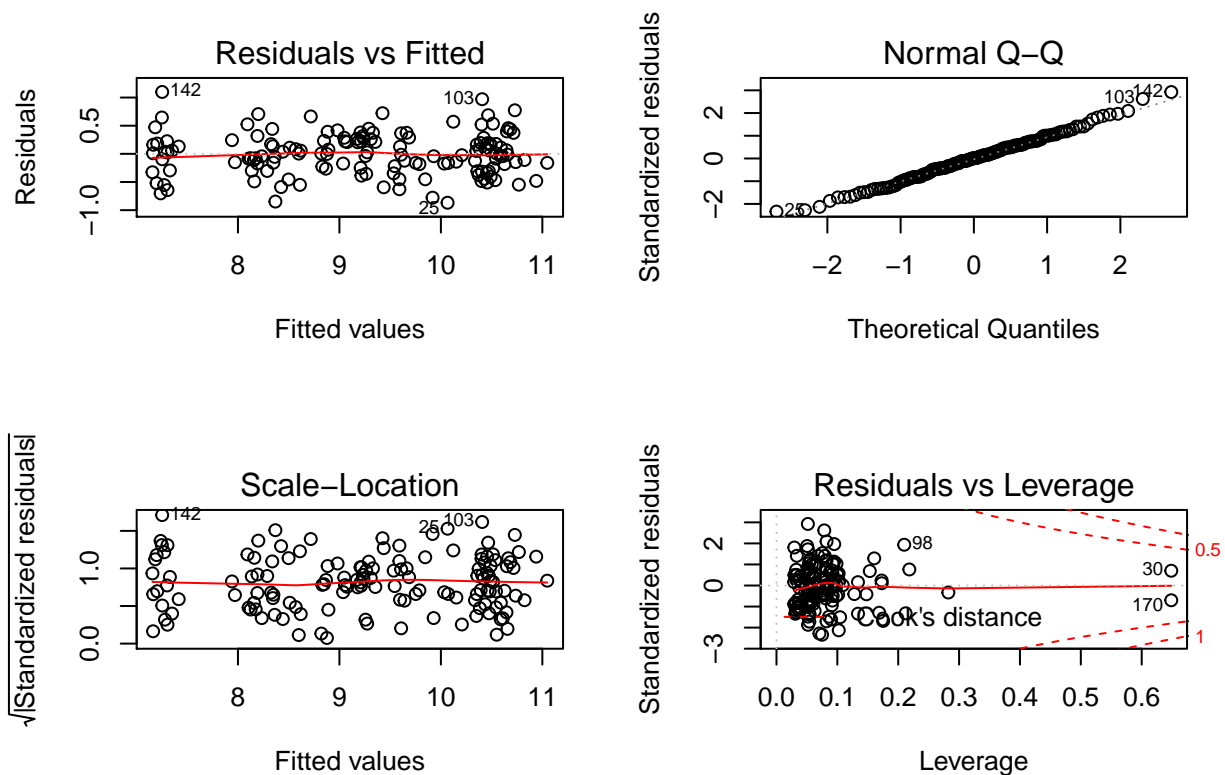 Residuals vs Fitted
Residuals
0.5
−1.0
142
103
25
8 9 10 11
Fitted values
Normal Q−Q
Standardized residuals
2
0
−2
103
142
25
−2 −1 0 1 2
Theoretical Quantiles
Scale−Location
√|Standardized residuals|
1.0
0.0
142
25
103
8 9 10 11
Fitted values
Residuals vs Leverage
Standardized residuals
2
0
−3
98
30
170
0.5
1
Cook's distance
0.0 0.1 0.2 0.3 0.4 0.5 0.6
Leverage